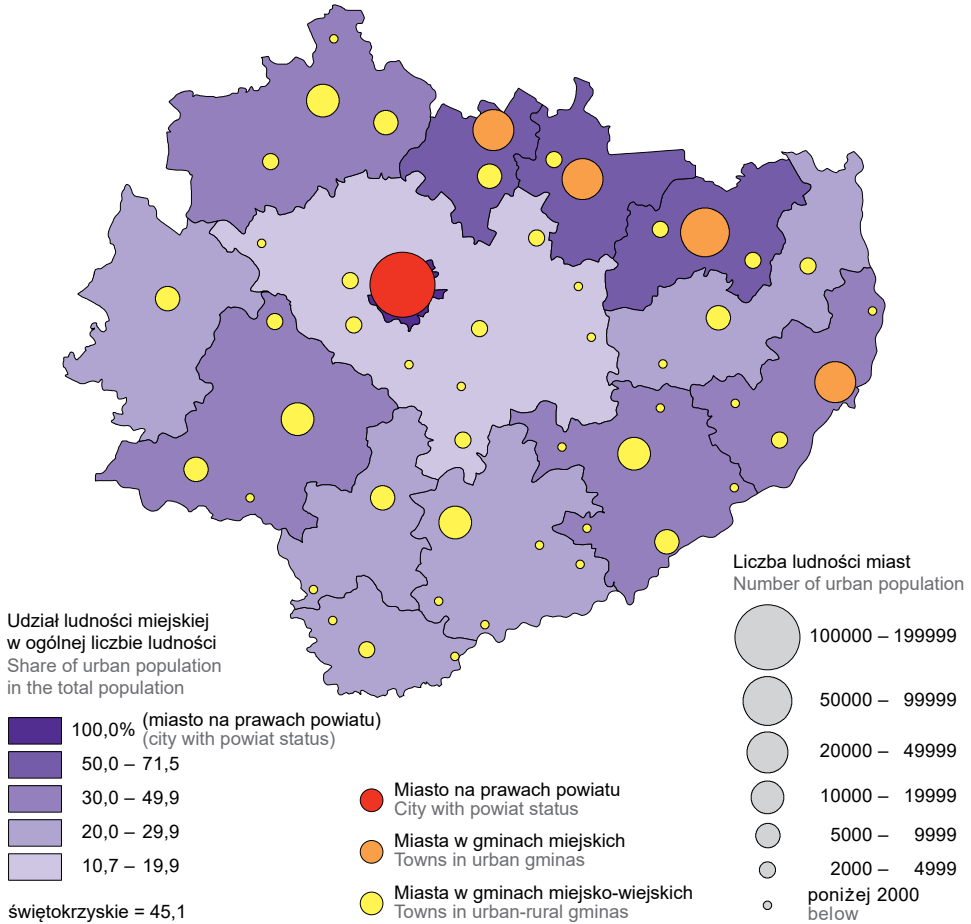 Udział ludności miejskiej
w ogólnej liczbie ludności
Share of urban population
in the total population
100,0% (miasto na prawach powiatu)
(city with powiat status)
50,0 – 71,5
30,0 – 49,9
20,0 – 29,9
10,7 – 19,9
świętokrzyskie = 45,1
Miasto na prawach powiatu
City with powiat status
Miasta w gminach miejskich
Towns in urban gminas
Miasta w gminach miejsko-wiejskich
Towns in urban-rural gminas
Liczba ludności miast
Number of urban population
100000 – 199999
50000 – 99999
20000 – 49999
10000 – 19999
5000 – 9999
2000 – 4999
poniżej 2000
below